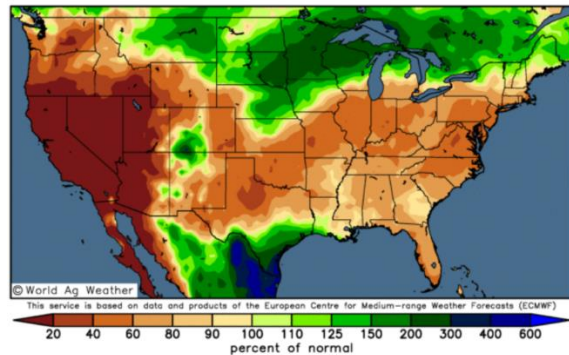 © World Ag Weather
This service is based on data and products of the European Centre for Medium-range Weather Forecasts (ECMWF)
20 40 60 80 90 100 110 125 150 200 300 400 600
percent of normal